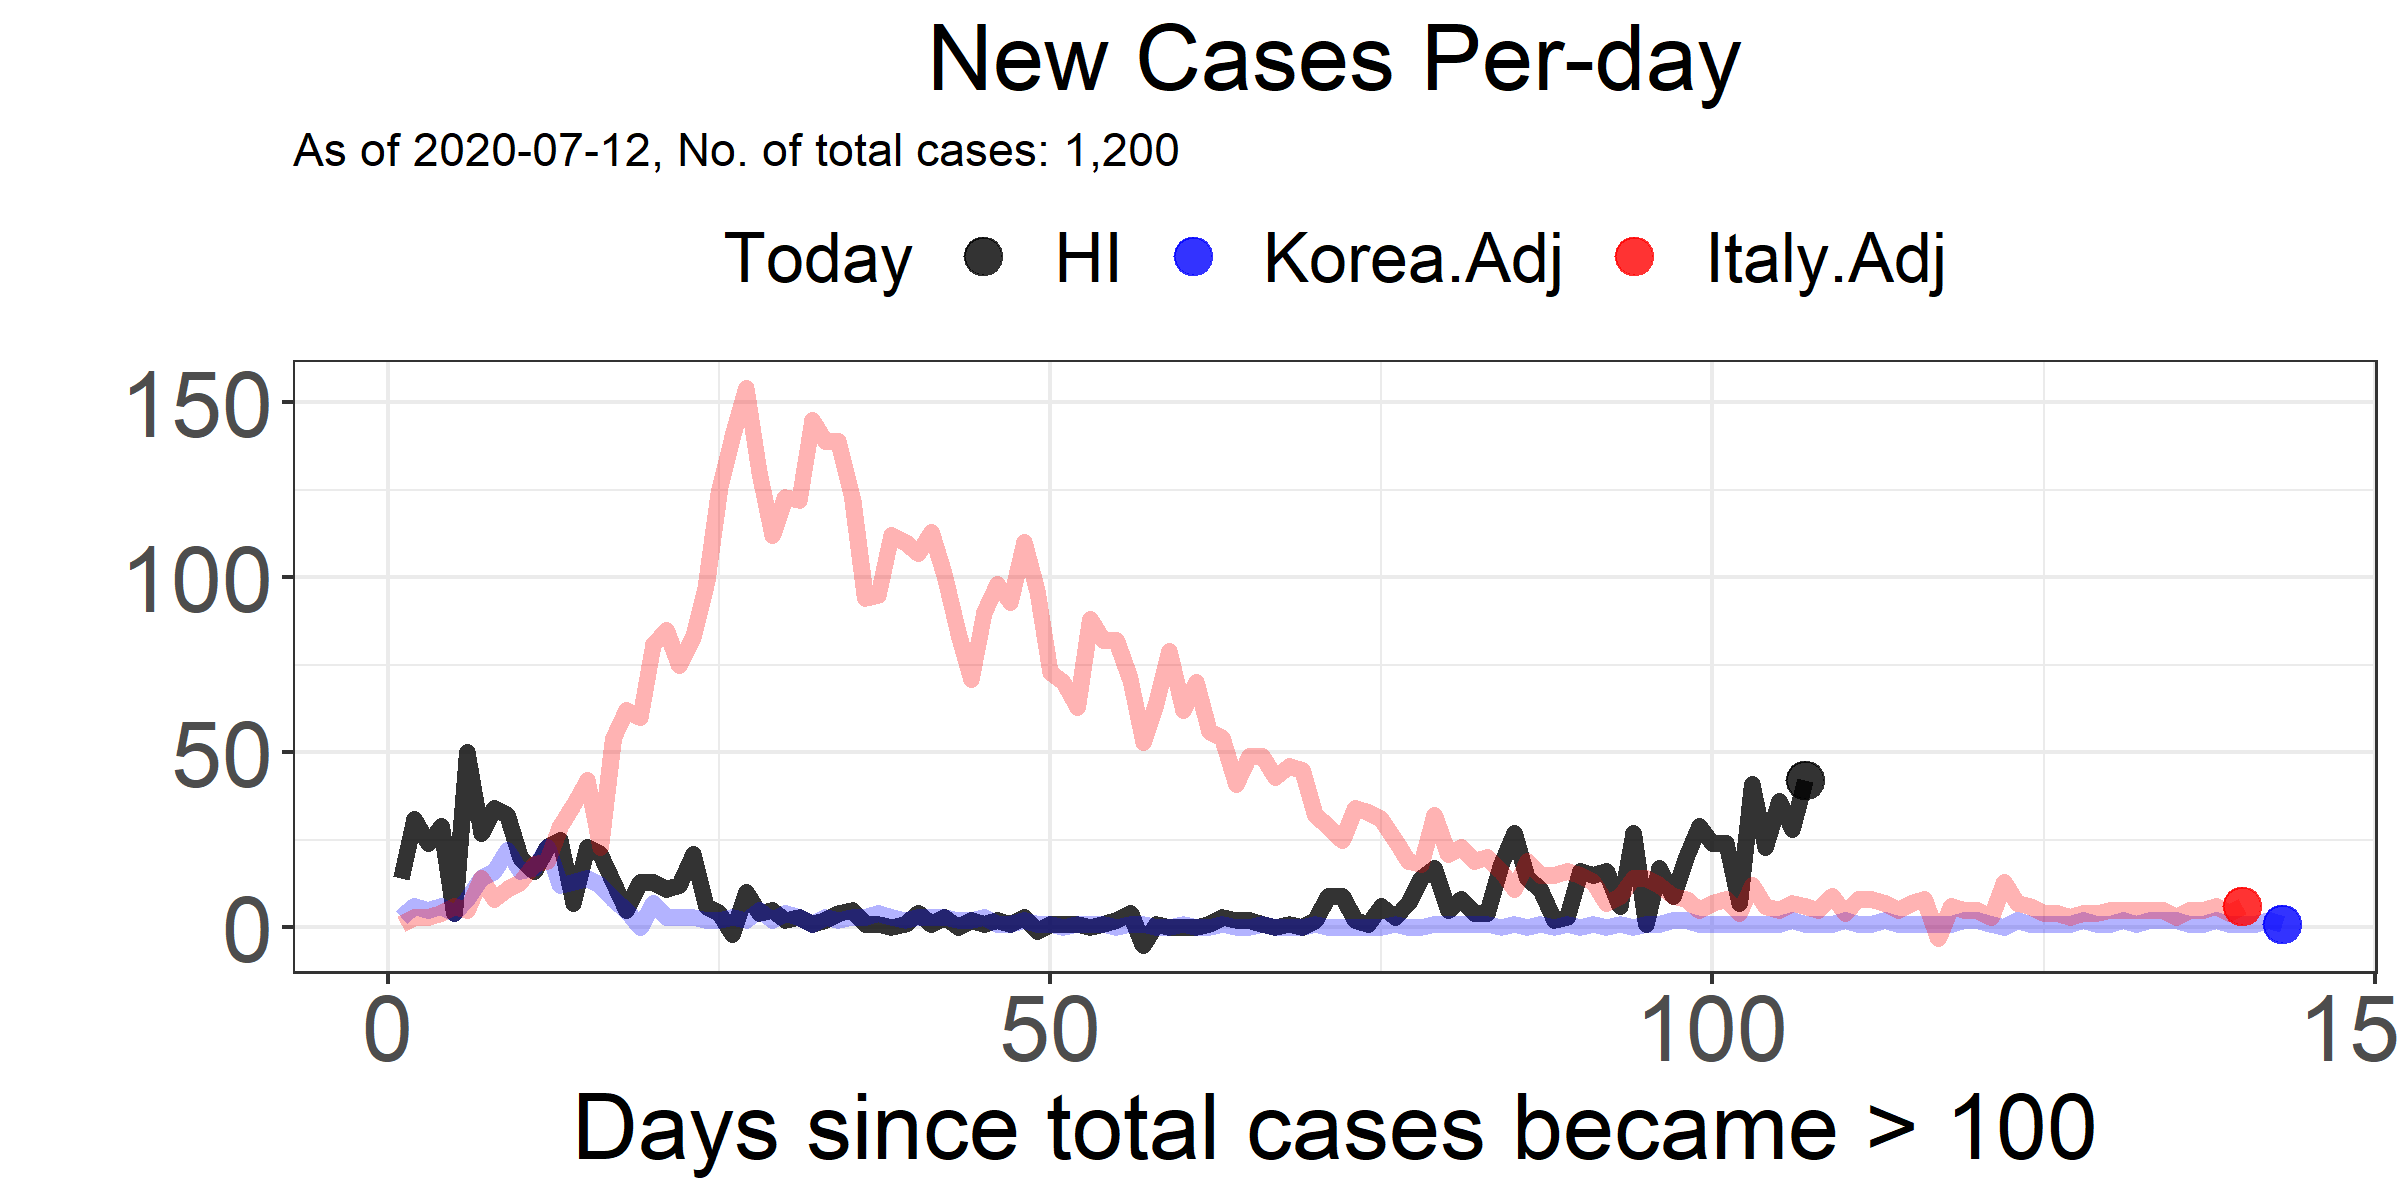 New Cases Per-day
As of 2020-07-12, No. of total cases: 1,200
Today HI Korea.Adj Italy.Adj
150
100
50
0
0 50 100 15
Days since total cases became > 100